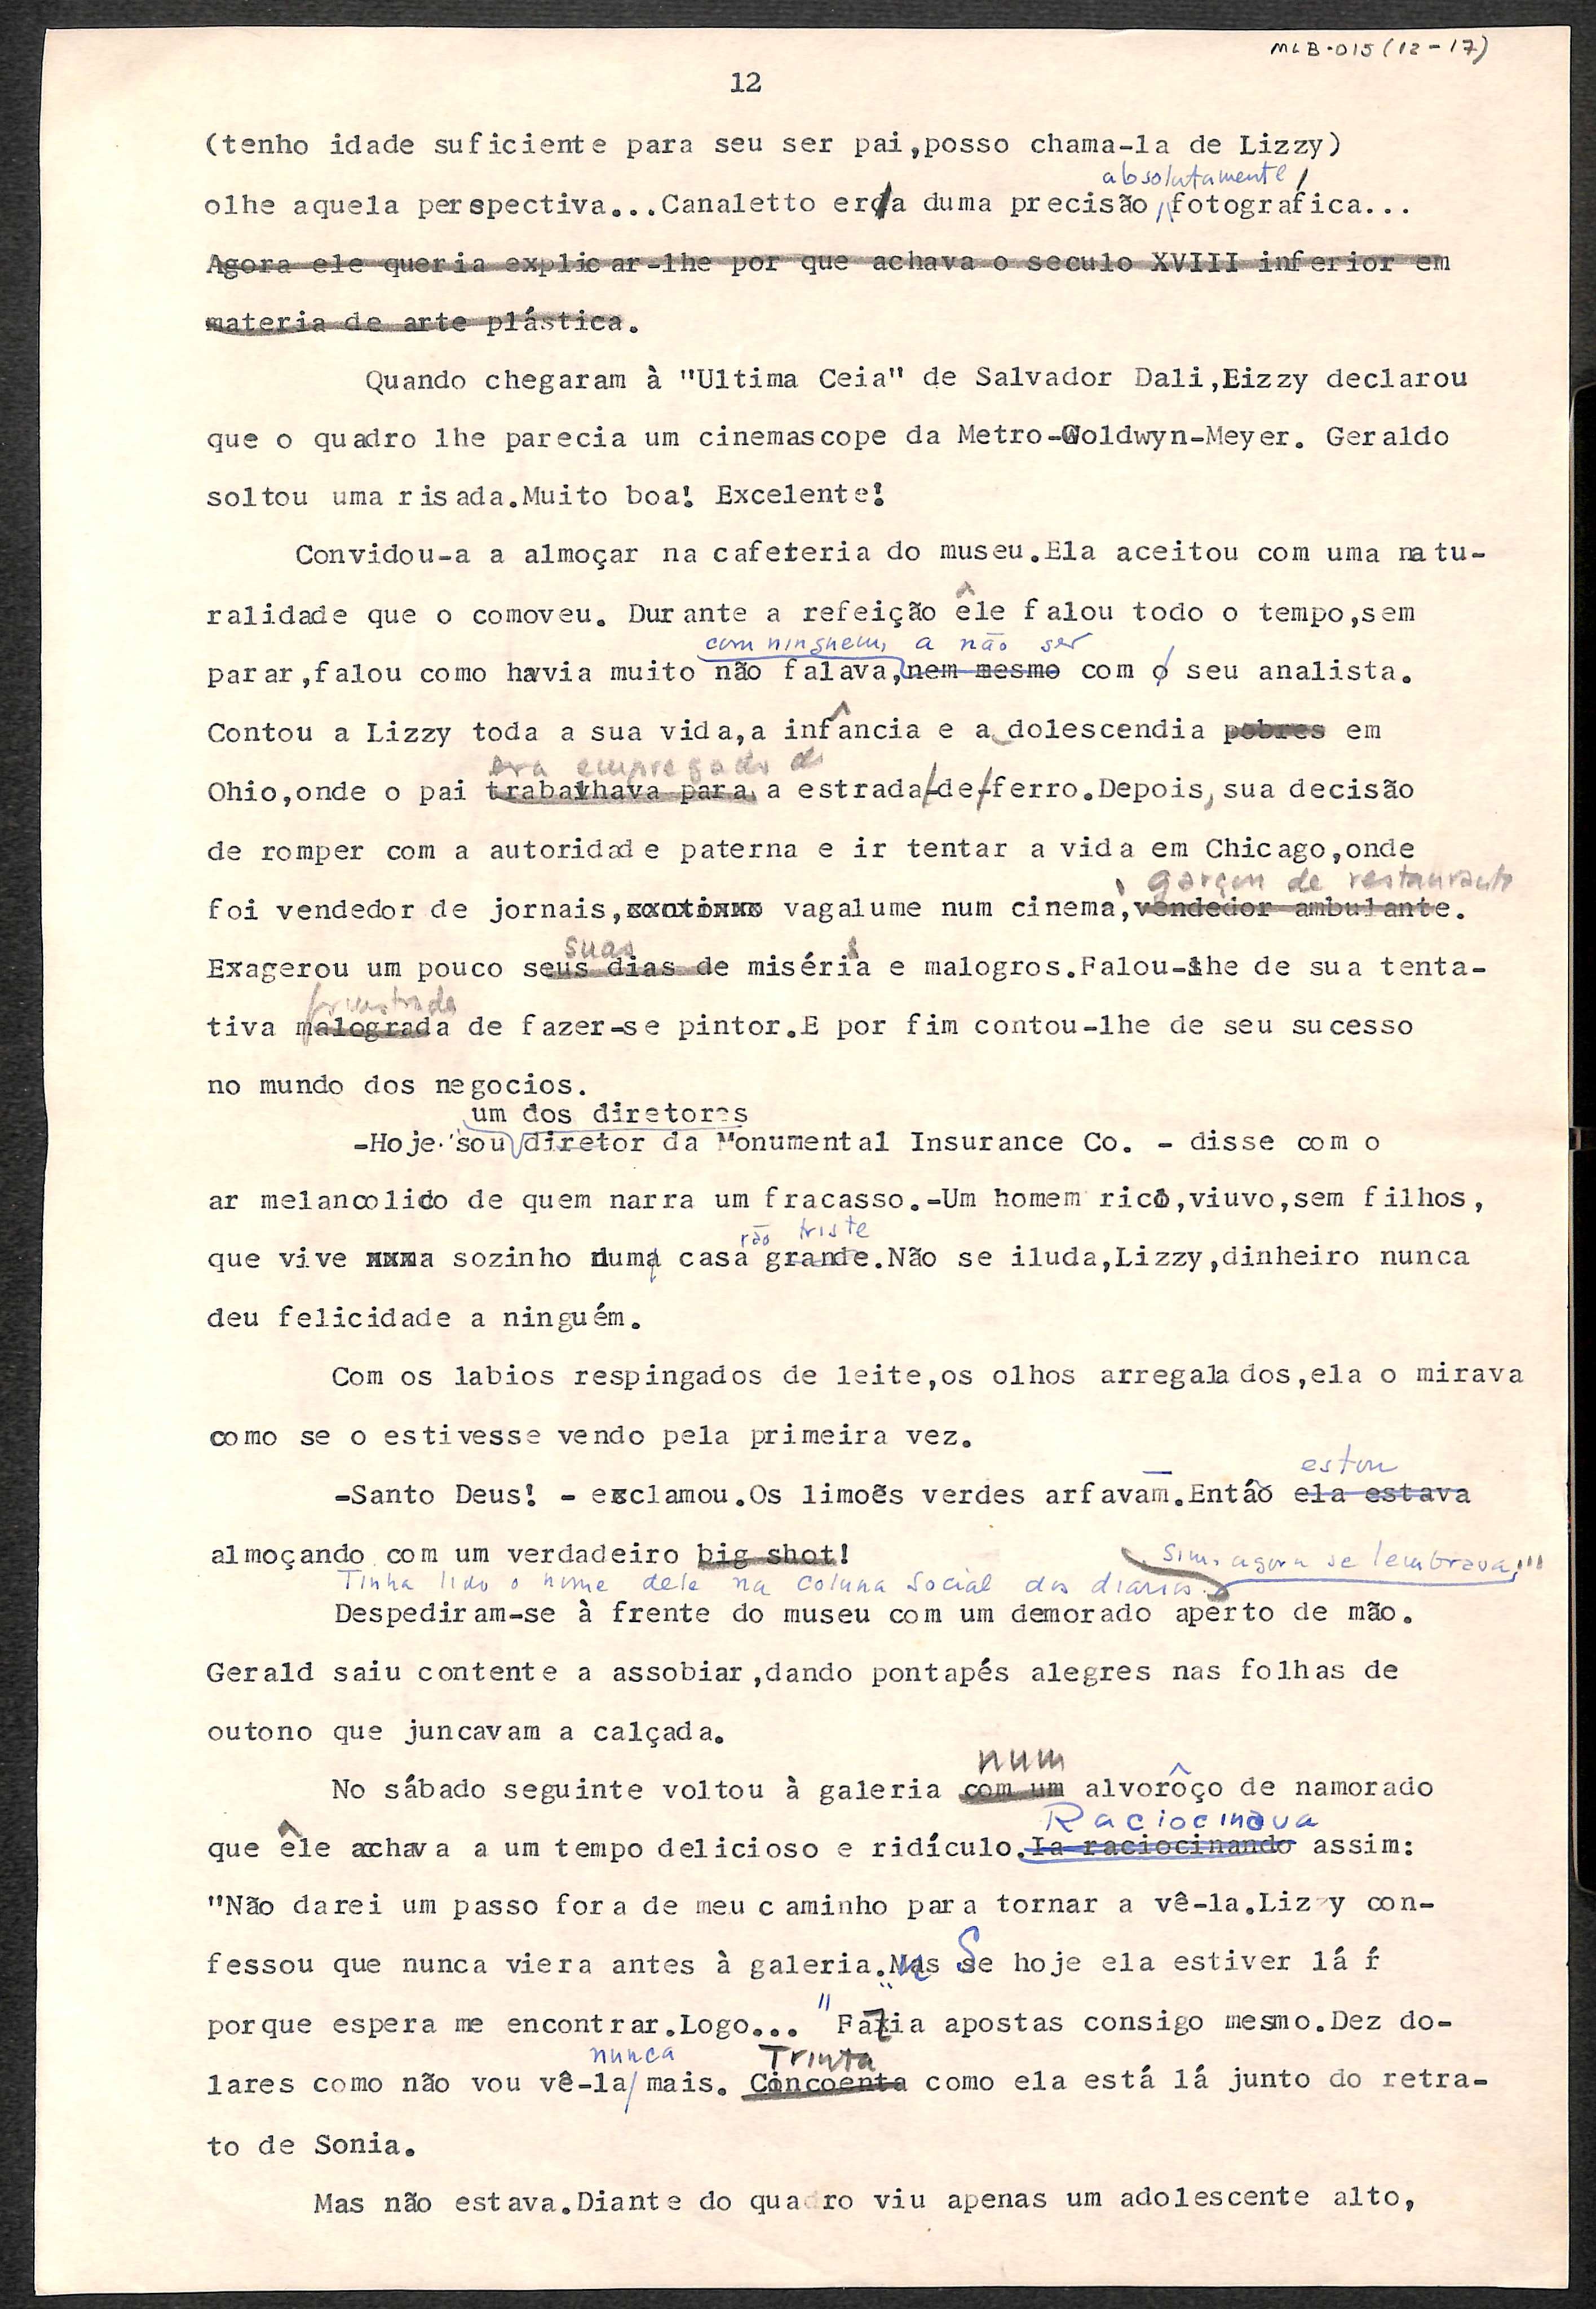 MLB-015(12-17)
12
(tenho idade suficiente para seu ser pai,posso chama-la de Lizzy)
absolutamente
olhe aquela perspectiva...Canaletto era duma precisão fotografica...
Agora ele queria explicar-lhe por que achava o seculo XVIII inferior em
materia de arte plástica.
Quando chegaram à "Ultima Ceia" de Salvador Dali,Lizzy declarou
que o quadro lhe parecia um cinemascope da Metro-Goldwyn-Meyer. Geraldo
soltou uma risada.Muito boa! Excelente!
Convidou-a a almoçar na cafeteria do museu.Ela aceitou com uma natu-
ralidade que o comoveu. Durante a refeição êle falou todo o tempo,sem
com ninguem, a não ser
parar,falou como havia muito não falava,nem mesmo com o seu analista.
Contou a Lizzy toda a sua vida,a infância e adolescendia pobres em
era empregado da
Ohio,onde o pai trabalhava para a estrada-de-ferro.Depois, sua decisão
de romper com a autoridade paterna e ir tentar a vida em Chicago,onde
garçon de restaurante
foi vendedor de jornais, vagalume num cinema,vendedor ambulante.
suas s
Exagerou um pouco seus dias de miséria e malogros.Falou-lhe de sua tenta-
frustrada
tiva malograda de fazer-se pintor.E por fim contou-lhe de seu sucesso
no mundo dos negocios.
um dos diretores
-Hoje sou diretor da Monumental Insurance Co. - disse com o
ar melancolico de quem narra um fracasso.-Um homem rico,viuvo,sem filhos,
tão triste
que vive xxxa sozinho numa casa grande.Não se iluda,Lizzy,dinheiro nunca
deu felicidade a ninguém.
Com os labios respingados de leite,os olhos arregalados,ela o mirava
como se o estivesse vendo pela primeira vez.
estou
-Santo Deus! - exclamou.Os limões verdes arfavam.Então ela estava
almoçando com um verdadeiro big shot!
Sim, agora se lembrava,
Tinha lido o nome dele na coluna social dos diarios.
Despediram-se à frente do museu com um demorado aperto de mão.
Gerald saiu contente a assobiar,dando pontapés alegres nas folhas de
outono que juncavam a calçada.
num
No sábado seguinte voltou à galeria com um alvorôço de namorado
Raciocinava
que êle achava a um tempo delicioso e ridículo.Ia raciocinando assim:
"Não darei um passo fora de meu caminho para tornar a vê-la.Lizzy con-
fessou que nunca viera antes à galeria.Mas Se hoje ela estiver lá é
porque espera me encontrar.Logo... "Fazia apostas consigo mesmo.Dez do-
nunca Trinta
lares como não vou vê-la mais. Cincoenta como ela está lá junto do retra-
to de Sonia.
Mas não estava.Diante do quadro viu apenas um adolescente alto,